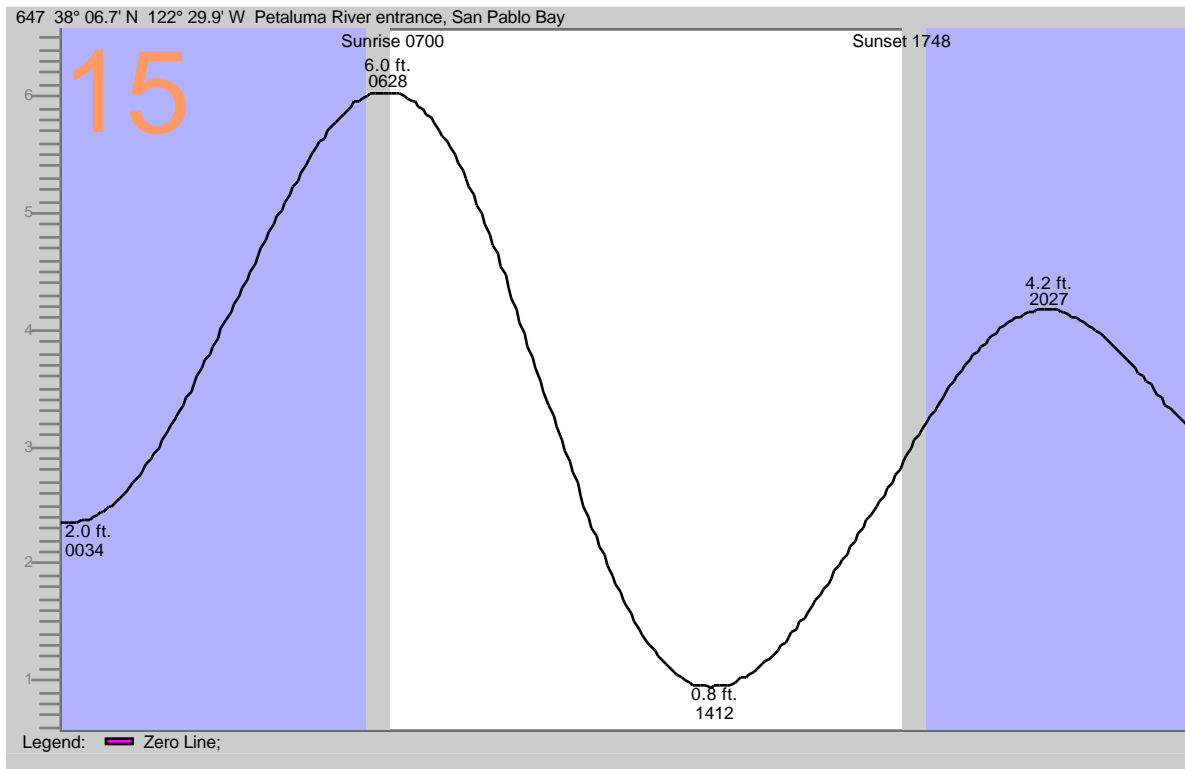 647 38° 06.7' N 122° 29.9' W Petaluma River entrance, San Pablo Bay
Sunrise 0700
Sunset 1748
15
6.0 ft.
0628
6
5
4.2 ft.
2027
4
3
2.0 ft.
0034
2
1
0.8 ft.
1412
Legend: Zero Line;